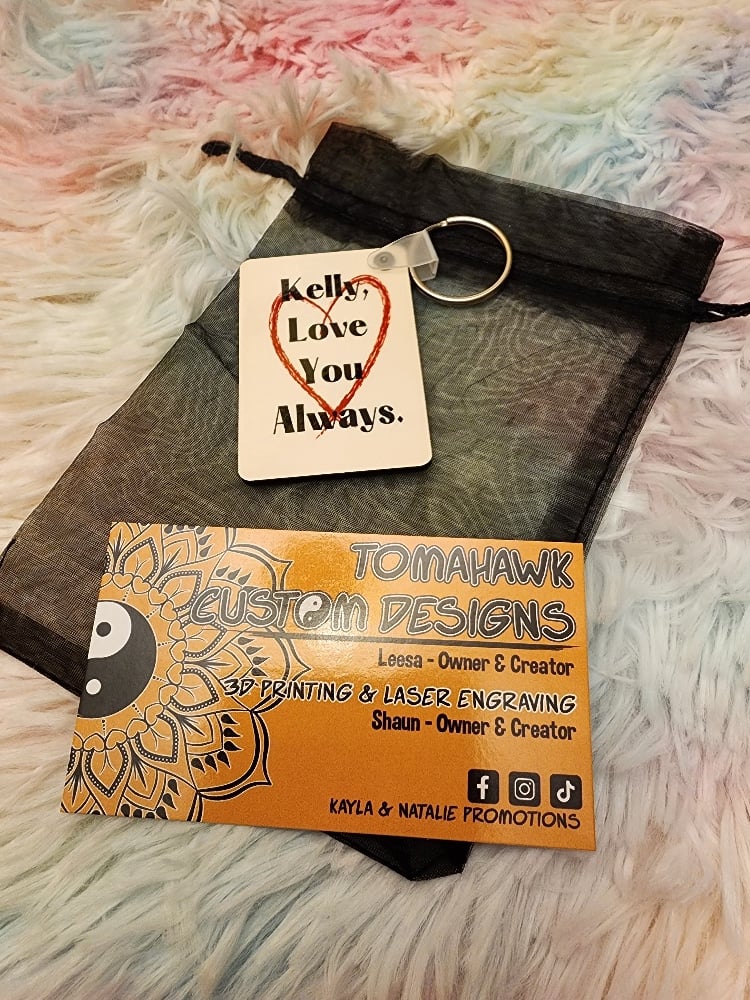 Kelly,
Love
You
Always.
TOMAHAWK
CUSTOM DESIGNS
Leesa - Owner & Creator
3D PRINTING & LASER ENGRAVING
Shaun - Owner & Creator
KAYLA & NATALIE PROMOTIONS